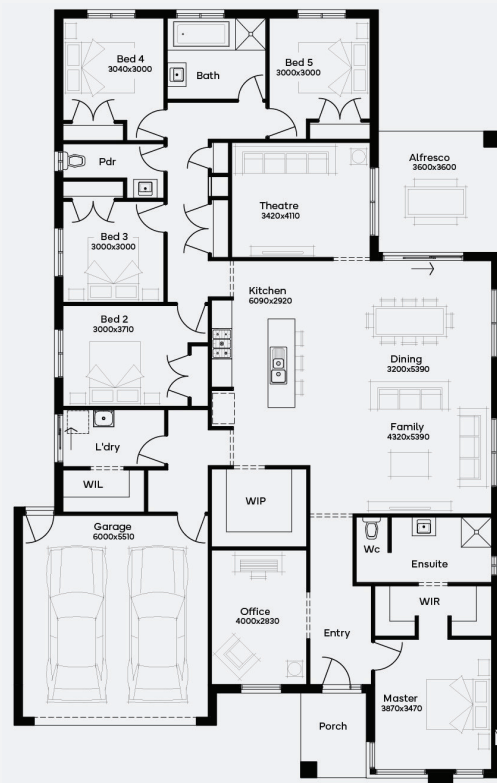 Bed 4
3040x3000
Bath
Bed 5
3000x3000
Pdr
Theatre
3420x4110
Alfresco
3600x3600
Bed 3
3000x3000
Kitchen
6090x2920
Bed 2
3000x3710
Dining
3200x5390
Family
4320x5390
L'dry
WIL
WIP
Garage
6000x5510
Wc
Ensuite
Office
4000x2830
WIR
Entry
Master
3870x3470
Porch